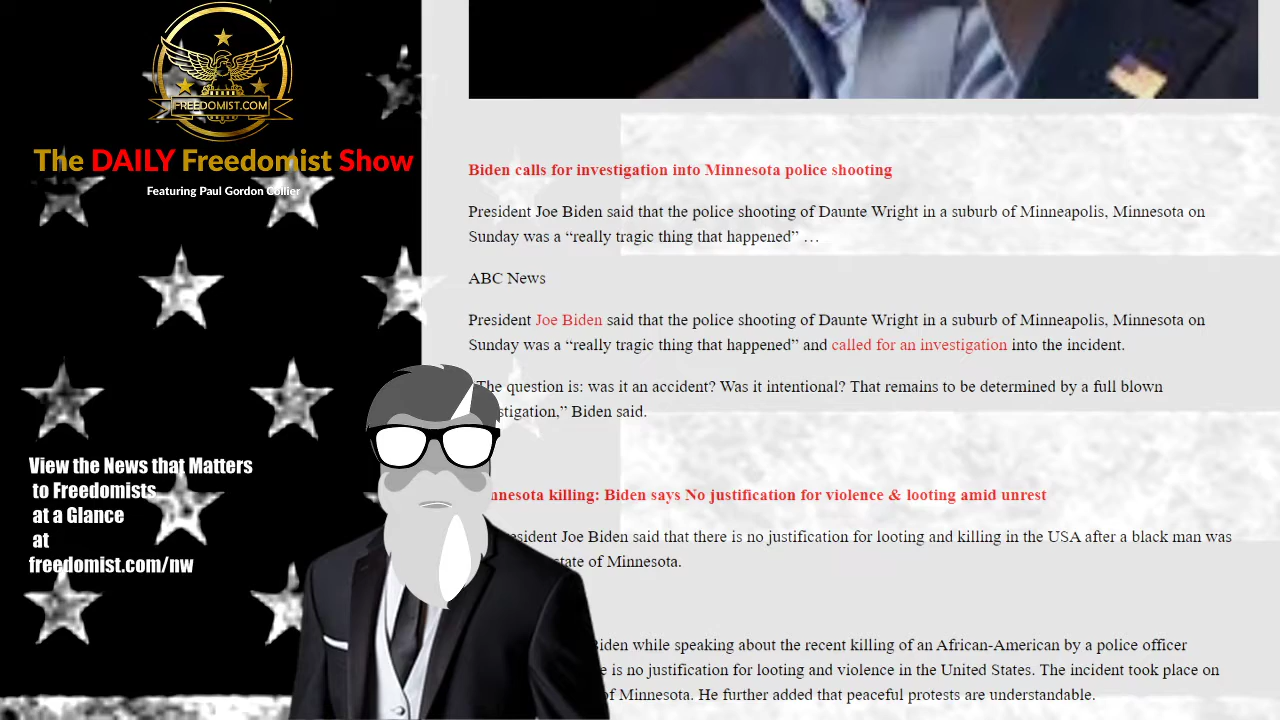 FREEDOMIST.COM
The DAILY Freedomist Show
Featuring Paul Gordon Collier
View the News that Matters
to Freedomists
at a Glance
at
freedomist.com/nw
Biden calls for investigation into Minnesota police shooting
President Joe Biden said that the police shooting of Daunte Wright in a suburb of Minneapolis, Minnesota on
Sunday was a “really tragic thing that happened” …
ABC News
President Joe Biden said that the police shooting of Daunte Wright in a suburb of Minneapolis, Minnesota on
Sunday was a “really tragic thing that happened” and called for an investigation into the incident.
The question is: was it an accident? Was it intentional? That remains to be determined by a full blown
stigation,” Biden said.
nnesota killing: Biden says No justification for violence & looting amid unrest
esident Joe Biden said that there is no justification for looting and killing in the USA after a black man was
tate of Minnesota.
Biden while speaking about the recent killing of an African-American by a police officer
e is no justification for looting and violence in the United States. The incident took place on
of Minnesota. He further added that peaceful protests are understandable.